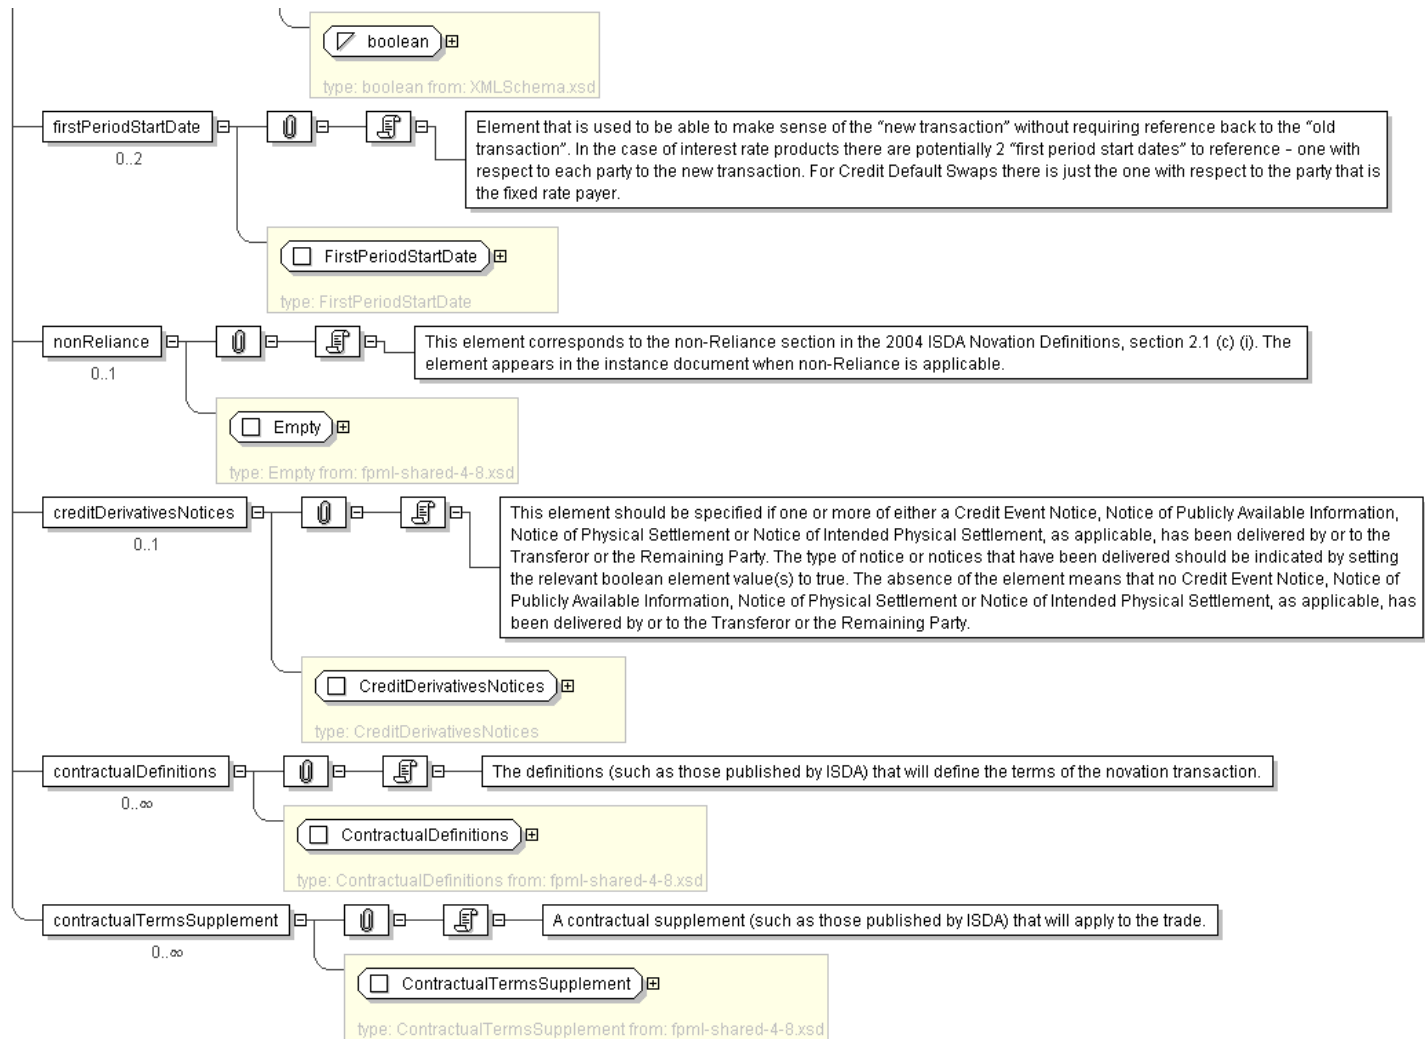 boolean
type: boolean from: XMLSchema.xsd
firstPeriodStartDate
0..2
Element that is used to be able to make sense of the “new transaction” without requiring reference back to the “old
transaction”. In the case of interest rate products there are potentially 2 “first period start dates” to reference – one with
respect to each party to the new transaction. For Credit Default Swaps there is just the one with respect to the party that is
the fixed rate payer.
FirstPeriodStartDate
type: FirstPeriodStartDate
nonReliance
0..1
This element corresponds to the non-Reliance section in the 2004 ISDA Novation Definitions, section 2.1 (c) (i). The
element appears in the instance document when non-Reliance is applicable.
Empty
type: Empty from: fpml-shared-4-8.xsd
creditDerivativesNotices
0..1
This element should be specified if one or more of either a Credit Event Notice, Notice of Publicly Available Information,
Notice of Physical Settlement or Notice of Intended Physical Settlement, as applicable, has been delivered by or to the
Transferor or the Remaining Party. The type of notice or notices that have been delivered should be indicated by setting
the relevant boolean element value(s) to true. The absence of the element means that no Credit Event Notice, Notice of
Publicly Available Information, Notice of Physical Settlement or Notice of Intended Physical Settlement, as applicable, has
been delivered by or to the Transferor or the Remaining Party.
CreditDerivativesNotices
type: CreditDerivativesNotices
contractualDefinitions
0..∞
The definitions (such as those published by ISDA) that will define the terms of the novation transaction.
ContractualDefinitions
type: ContractualDefinitions from: fpml-shared-4-8.xsd
contractualTermsSupplement
0..∞
A contractual supplement (such as those published by ISDA) that will apply to the trade.
ContractualTermsSupplement
type: ContractualTermsSupplement from: fpml-shared-4-8.xsd